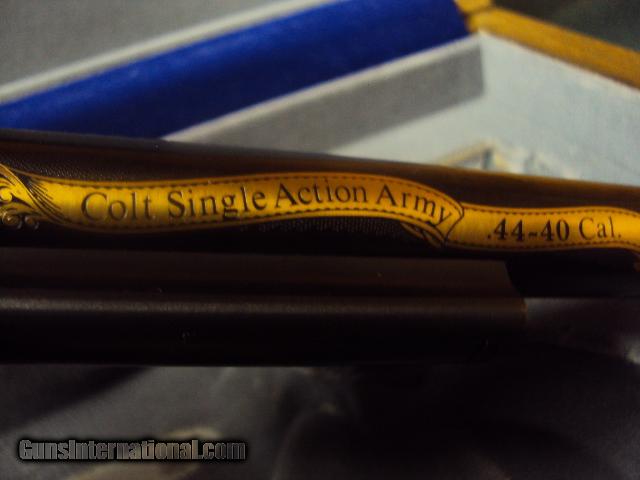 Colt Single Action Army
.44-40 Cal.
GunsInternational.com